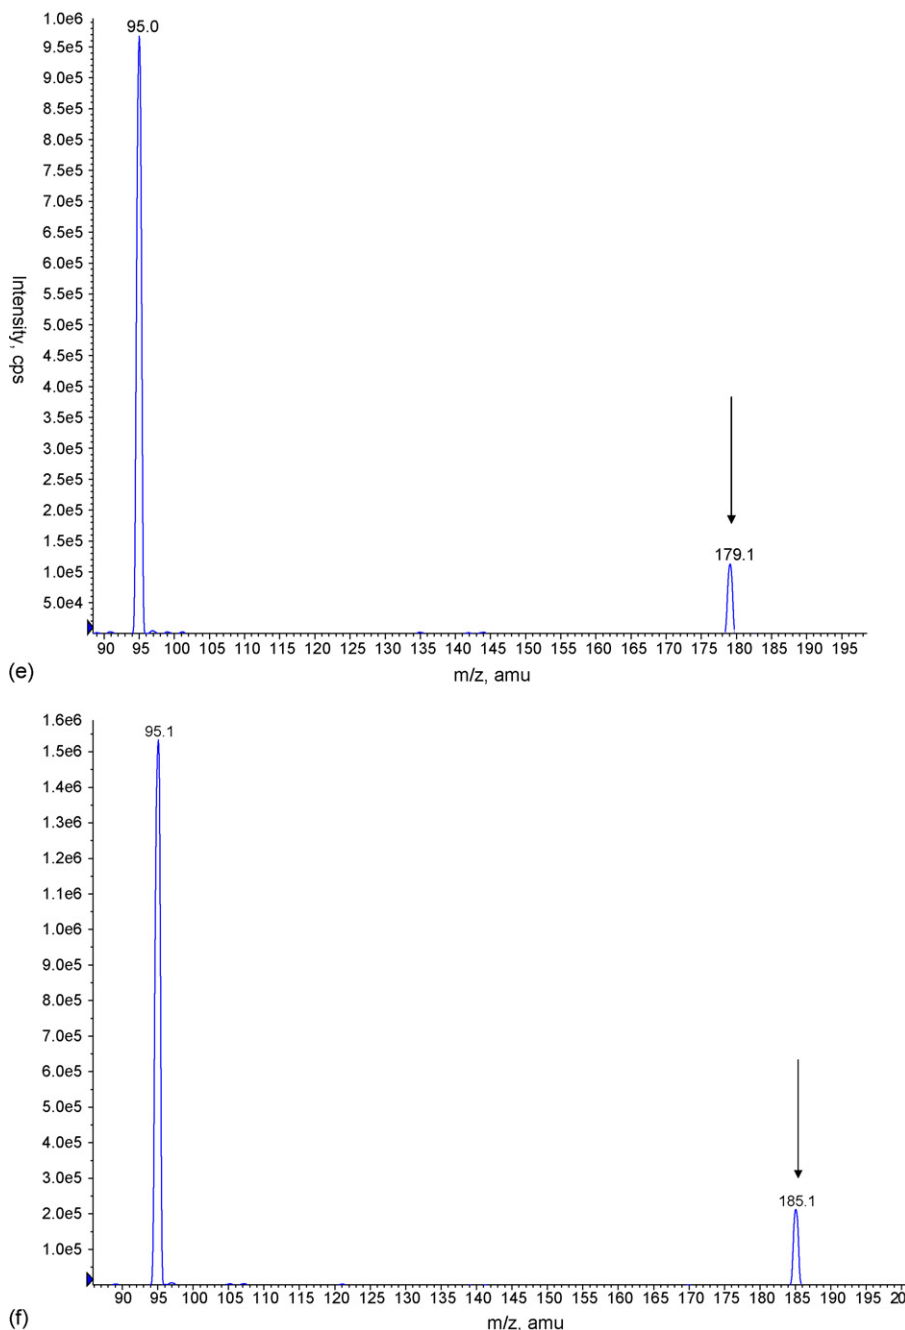 1.0e6
95.0
9.5e5
9.0e5
8.5e5
8.0e5
7.5e5
7.0e5
6.5e5
6.0e5
5.5e5
5.0e5
4.5e5
4.0e5
3.5e5
3.0e5
2.5e5
2.0e5
1.5e5
1.0e5
5.0e4
Intensity, cps
179.1
90 95 100 105 110 115 120 125 130 135 140 145 150 155 160 165 170 175 180 185 190 195
m/z, amu
(e)
1.6e6
95.1
1.5e6
1.4e6
1.3e6
1.2e6
1.1e6
1.0e6
9.0e5
8.0e5
7.0e5
6.0e5
5.0e5
4.0e5
3.0e5
2.0e5
1.0e5
185.1
90 95 100 105 110 115 120 125 130 135 140 145 150 155 160 165 170 175 180 185 190 195 20
m/z, amu
(f)